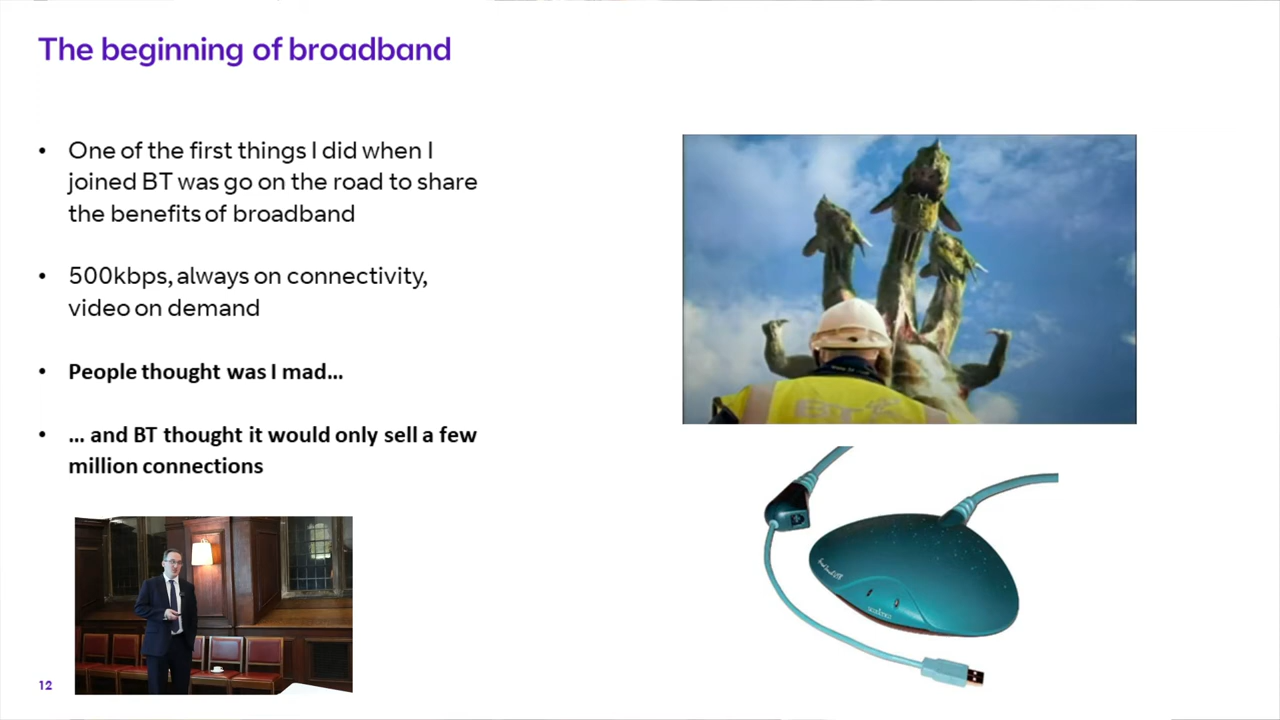 The beginning of broadband
• One of the first things I did when I
joined BT was go on the road to share
the benefits of broadband
• 500kbps, always on connectivity,
video on demand
• People thought was I mad...
• ... and BT thought it would only sell a few
million connections
BT
12